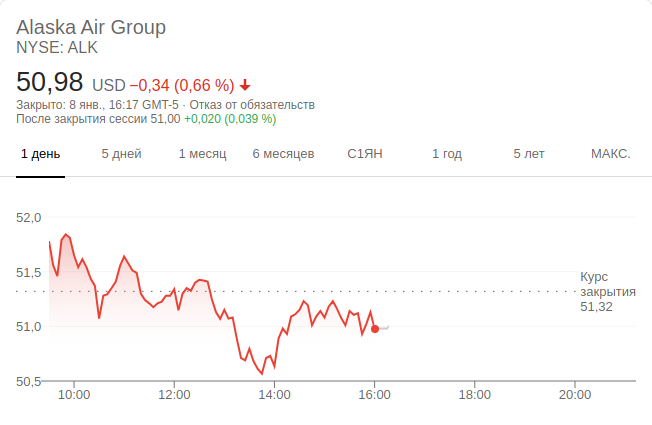 Alaska Air Group
NYSE: ALK
50,98 USD −0,34 (0,66 %)
Закрыто: 8 янв., 16:17 GMT-5 · Отказ от обязательств
После закрытия сессии 51,00 +0,020 (0,039 %)
1 день 5 дней 1 месяц 6 месяцев С1ЯН 1 год 5 лет МАКС.
52,0
51,5
Курс
закрытия
51,32
51,0
50,5
10:00 12:00 14:00 16:00 18:00 20:00